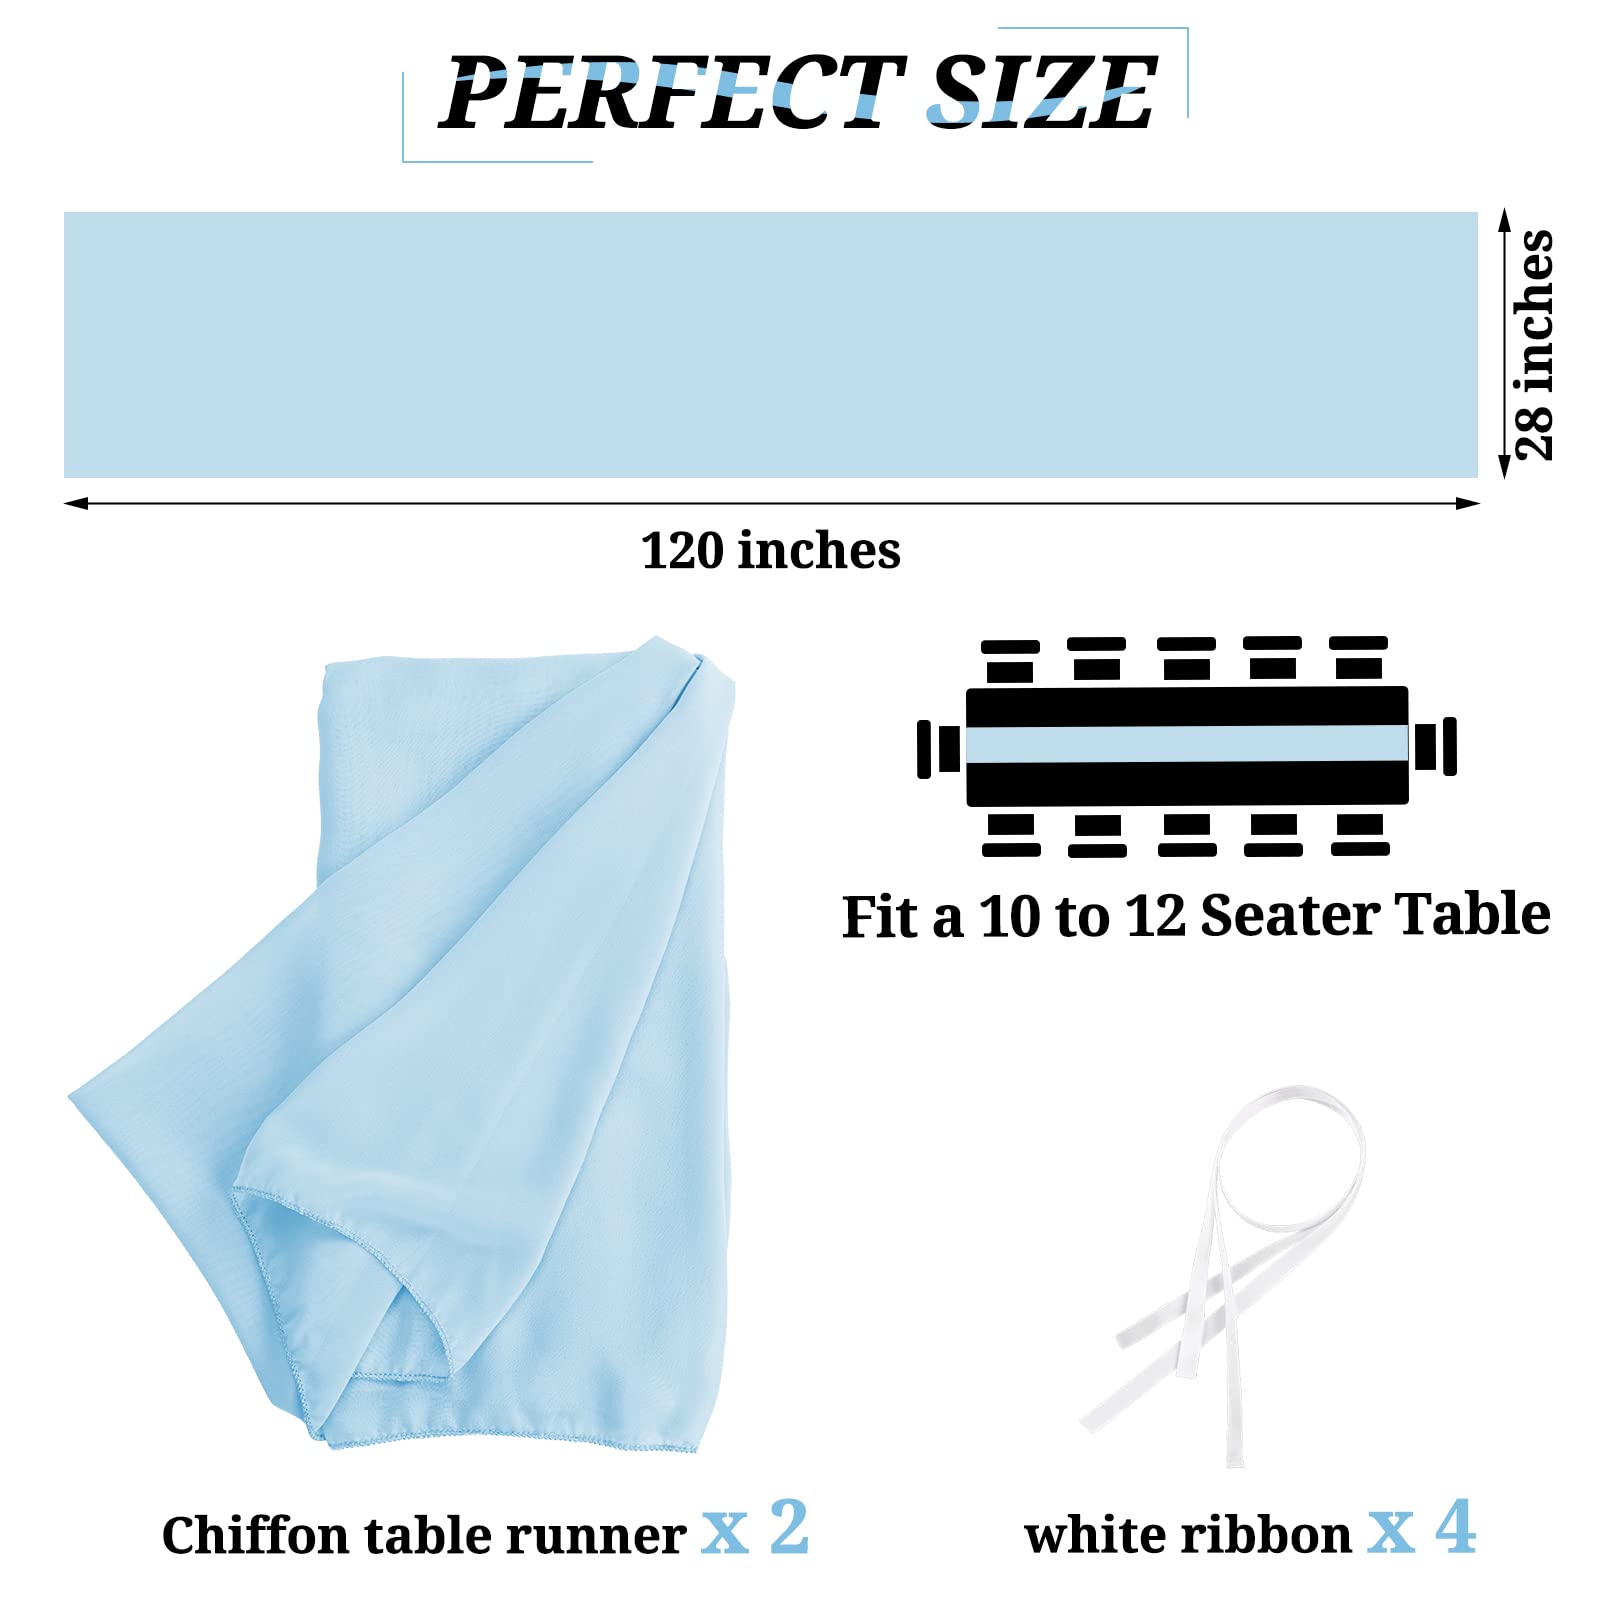 PERFECT SIZE
28 inches
120 inches
Fit a 10 to 12 Seater Table
Chiffon table runner x 2
white ribbon x 4